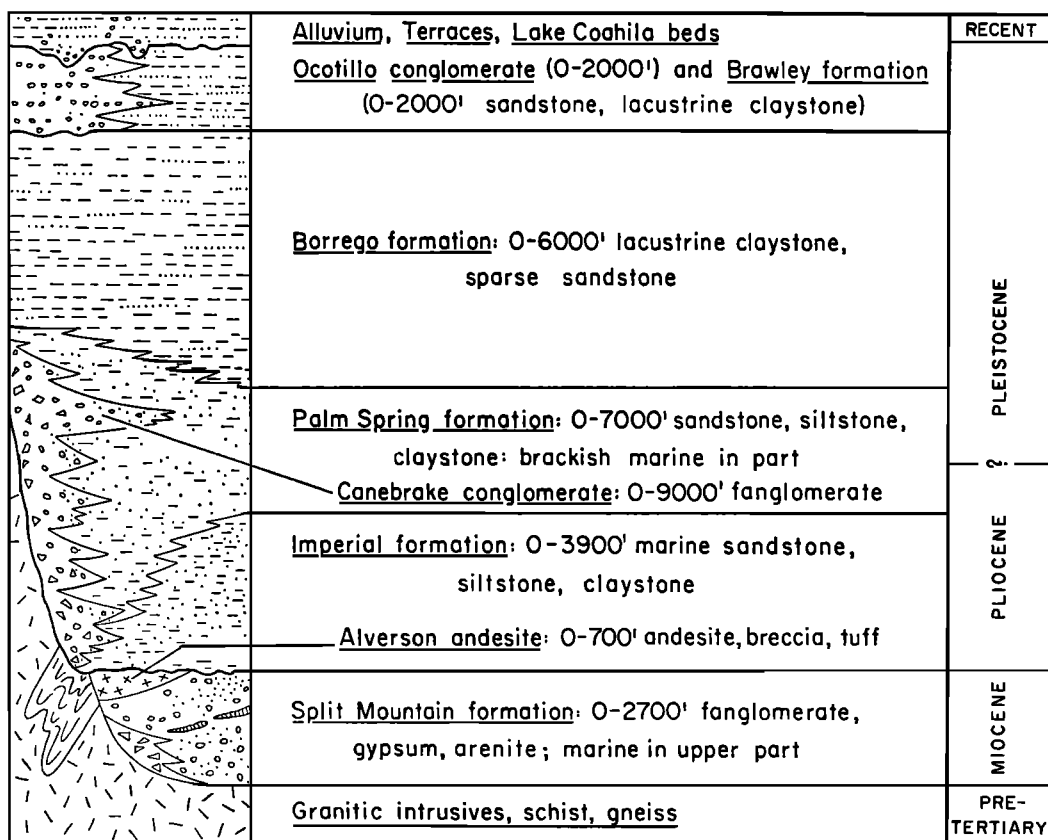 Alluvium, Terraces, Lake Coahila beds
RECENT
Ocotillo conglomerate (0-2000') and Brawley formation
(0-2000' sandstone, lacustrine claystone)
Borrego formation: 0-6000' lacustrine claystone,
sparse sandstone
PLEISTOCENE
Palm Spring formation: 0-7000' sandstone, siltstone,
claystone: brackish marine in part
?
Canebrake conglomerate: 0-9000' fanglomerate
Imperial formation: 0-3900' marine sandstone,
siltstone, claystone
PLIOCENE
Alverson andesite: 0-700' andesite, breccia, tuff
Split Mountain formation: 0-2700' fanglomerate,
gypsum, arenite; marine in upper part
MIOCENE
Granitic intrusives, schist, gneiss
PRE-
TERTIARY